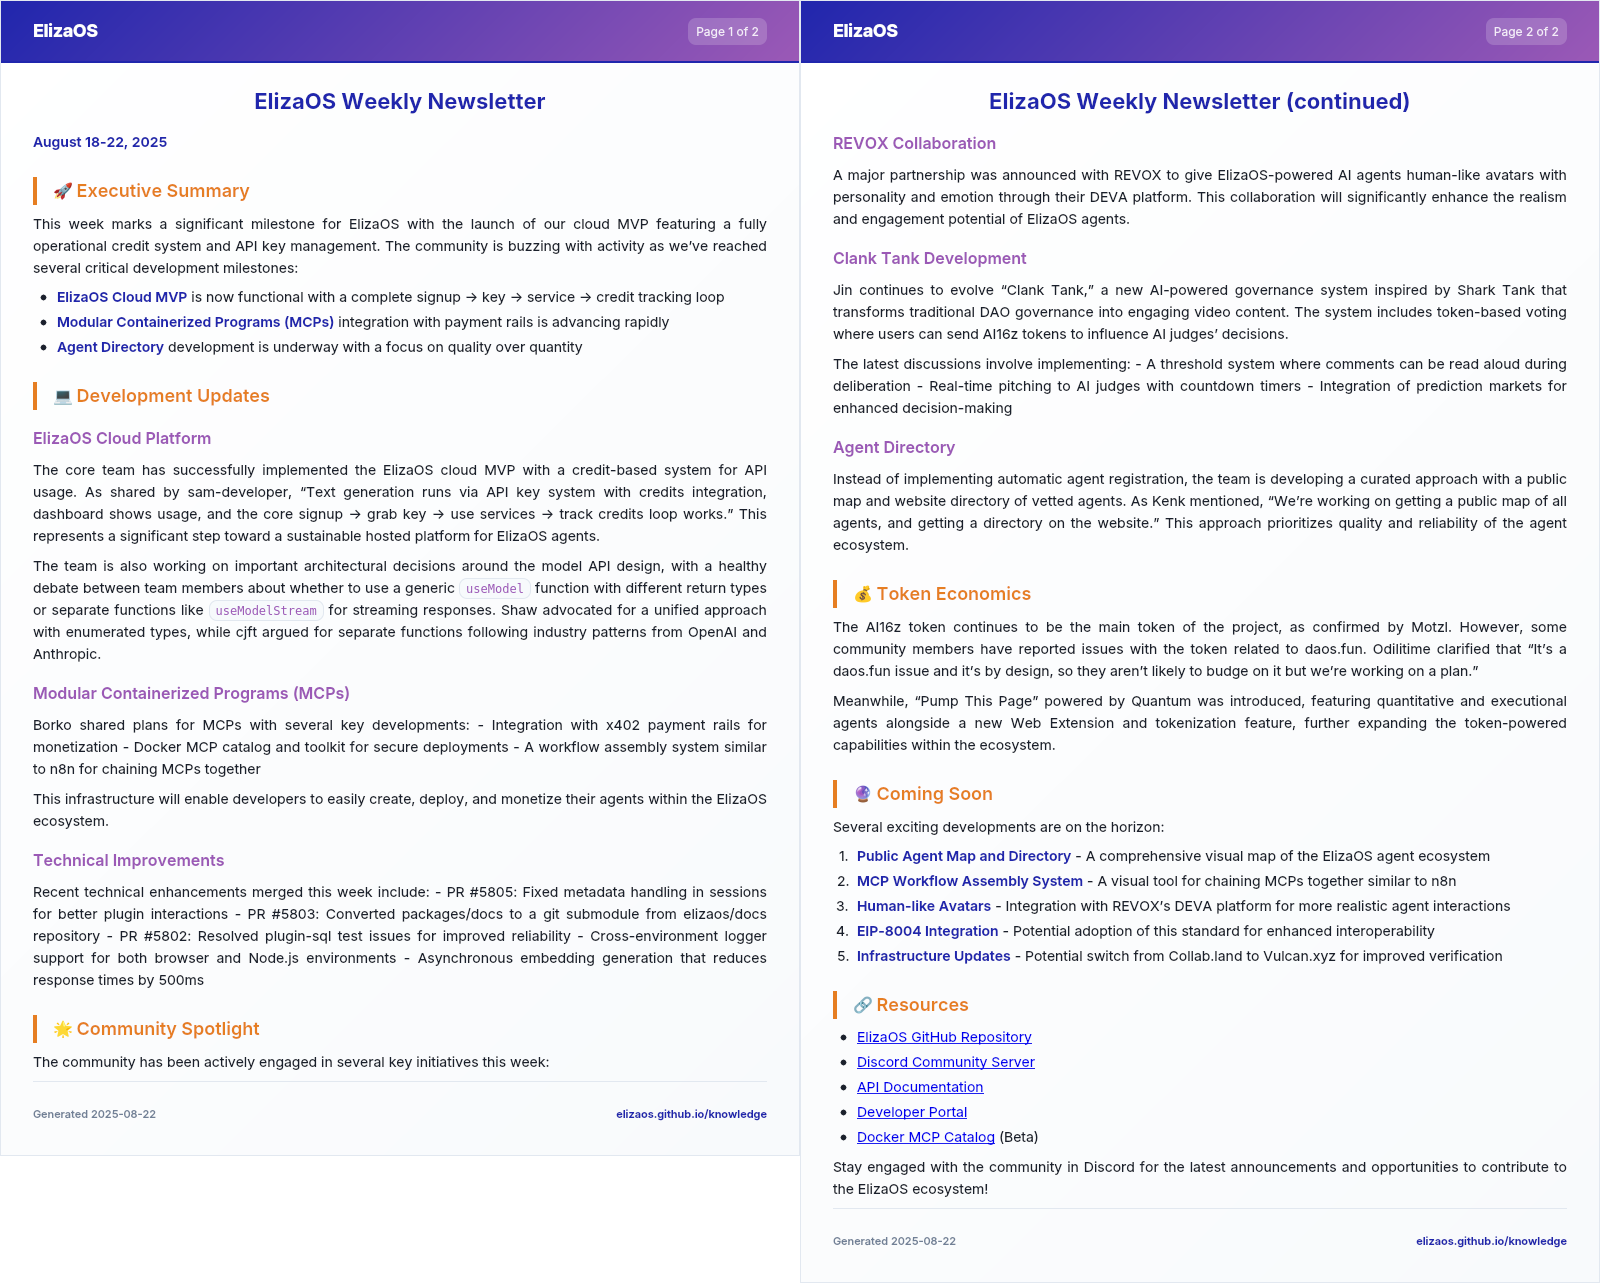 ElizaOS
Page 1 of 2
ElizaOS Weekly Newsletter
August 18-22, 2025
🚀 Executive Summary
This week marks a significant milestone for ElizaOS with the launch of our cloud MVP featuring a fully
operational credit system and API key management. The community is buzzing with activity as we’ve reached
several critical development milestones:
• ElizaOS Cloud MVP is now functional with a complete signup → key → service → credit tracking loop
• Modular Containerized Programs (MCPs) integration with payment rails is advancing rapidly
• Agent Directory development is underway with a focus on quality over quantity
💻 Development Updates
ElizaOS Cloud Platform
The core team has successfully implemented the ElizaOS cloud MVP with a credit-based system for API
usage. As shared by sam-developer, “Text generation runs via API key system with credits integration,
dashboard shows usage, and the core signup → grab key → use services → track credits loop works.” This
represents a significant step toward a sustainable hosted platform for ElizaOS agents.
The team is also working on important architectural decisions around the model API design, with a healthy
debate between team members about whether to use a generic useModel function with different return types
or separate functions like useModelStream for streaming responses. Shaw advocated for a unified approach
with enumerated types, while cjft argued for separate functions following industry patterns from OpenAI and
Anthropic.
Modular Containerized Programs (MCPs)
Borko shared plans for MCPs with several key developments: - Integration with x402 payment rails for
monetization - Docker MCP catalog and toolkit for secure deployments - A workflow assembly system similar
to n8n for chaining MCPs together
This infrastructure will enable developers to easily create, deploy, and monetize their agents within the ElizaOS
ecosystem.
Technical Improvements
Recent technical enhancements merged this week include: - PR #5805: Fixed metadata handling in sessions
for better plugin interactions - PR #5803: Converted packages/docs to a git submodule from elizaos/docs
repository - PR #5802: Resolved plugin-sql test issues for improved reliability - Cross-environment logger
support for both browser and Node.js environments - Asynchronous embedding generation that reduces
response times by 500ms
🌟 Community Spotlight
The community has been actively engaged in several key initiatives this week:
Generated 2025-08-22
elizaos.github.io/knowledge
ElizaOS
Page 2 of 2
ElizaOS Weekly Newsletter (continued)
REVOX Collaboration
A major partnership was announced with REVOX to give ElizaOS-powered AI agents human-like avatars with
personality and emotion through their DEVA platform. This collaboration will significantly enhance the realism
and engagement potential of ElizaOS agents.
Clank Tank Development
Jin continues to evolve “Clank Tank,” a new AI-powered governance system inspired by Shark Tank that
transforms traditional DAO governance into engaging video content. The system includes token-based voting
where users can send AI16z tokens to influence AI judges’ decisions.
The latest discussions involve implementing: - A threshold system where comments can be read aloud during
deliberation - Real-time pitching to AI judges with countdown timers - Integration of prediction markets for
enhanced decision-making
Agent Directory
Instead of implementing automatic agent registration, the team is developing a curated approach with a public
map and website directory of vetted agents. As Kenk mentioned, “We’re working on getting a public map of all
agents, and getting a directory on the website.” This approach prioritizes quality and reliability of the agent
ecosystem.
💰 Token Economics
The AI16z token continues to be the main token of the project, as confirmed by Motzl. However, some
community members have reported issues with the token related to daos.fun. Odilitime clarified that “It’s a
daos.fun issue and it’s by design, so they aren’t likely to budge on it but we’re working on a plan.”
Meanwhile, “Pump This Page” powered by Quantum was introduced, featuring quantitative and executional
agents alongside a new Web Extension and tokenization feature, further expanding the token-powered
capabilities within the ecosystem.
🔮 Coming Soon
Several exciting developments are on the horizon:
1. Public Agent Map and Directory - A comprehensive visual map of the ElizaOS agent ecosystem
2. MCP Workflow Assembly System - A visual tool for chaining MCPs together similar to n8n
3. Human-like Avatars - Integration with REVOX’s DEVA platform for more realistic agent interactions
4. EIP-8004 Integration - Potential adoption of this standard for enhanced interoperability
5. Infrastructure Updates - Potential switch from Collab.land to Vulcan.xyz for improved verification
🔗 Resources
• ElizaOS GitHub Repository
• Discord Community Server
• API Documentation
• Developer Portal
• Docker MCP Catalog (Beta)
Stay engaged with the community in Discord for the latest announcements and opportunities to contribute to
the ElizaOS ecosystem!
Generated 2025-08-22
elizaos.github.io/knowledge